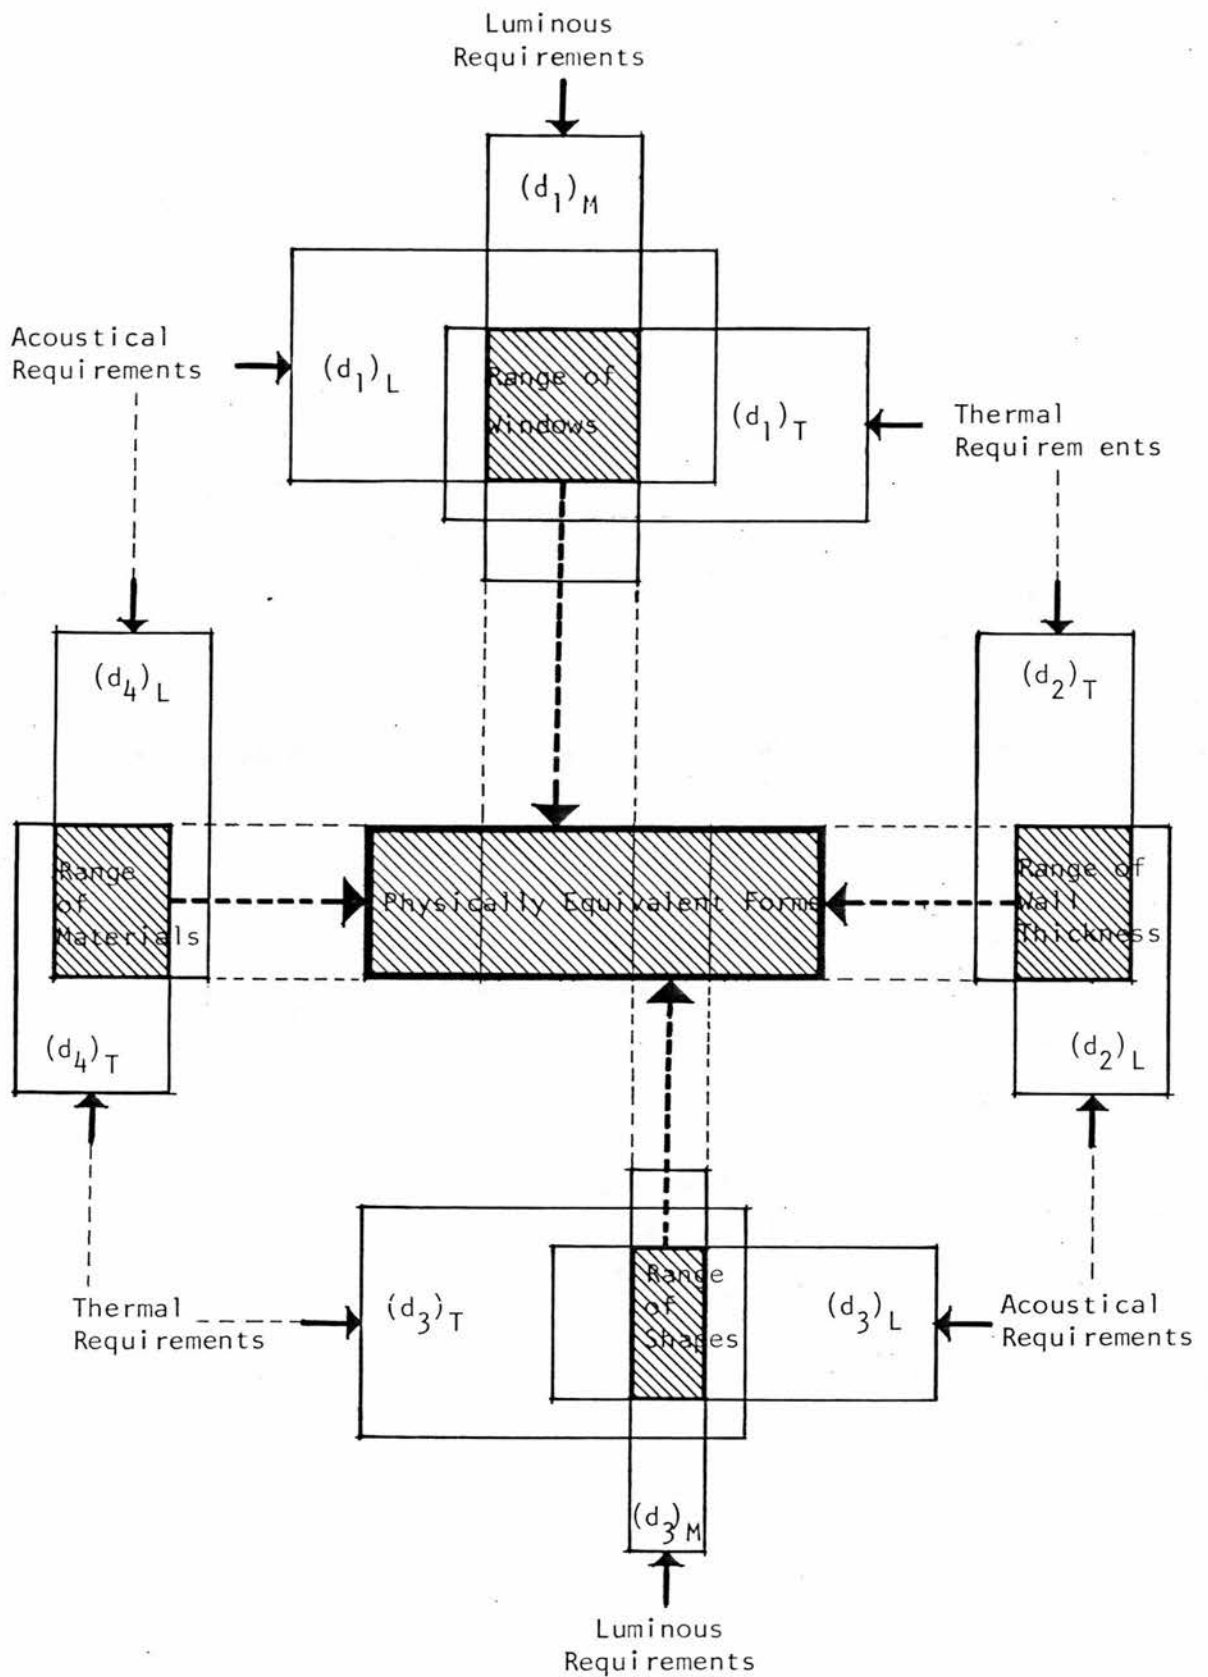 Luminous
Requirements
(d1)M
Acoustical
Requirements
(d1)L
Range of
Windows
(d1)T
Thermal
Requirem ents
(d4)L
(d2)T
Range
of
Materials
Physically Equivalent Forms
Range of
Wall
Thickness
(d4)T
(d2)L
Thermal
Requirements
(d3)T
Range
of
Shapes
(d3)L
Acoustical
Requirements
(d3)M
Luminous
Requirements